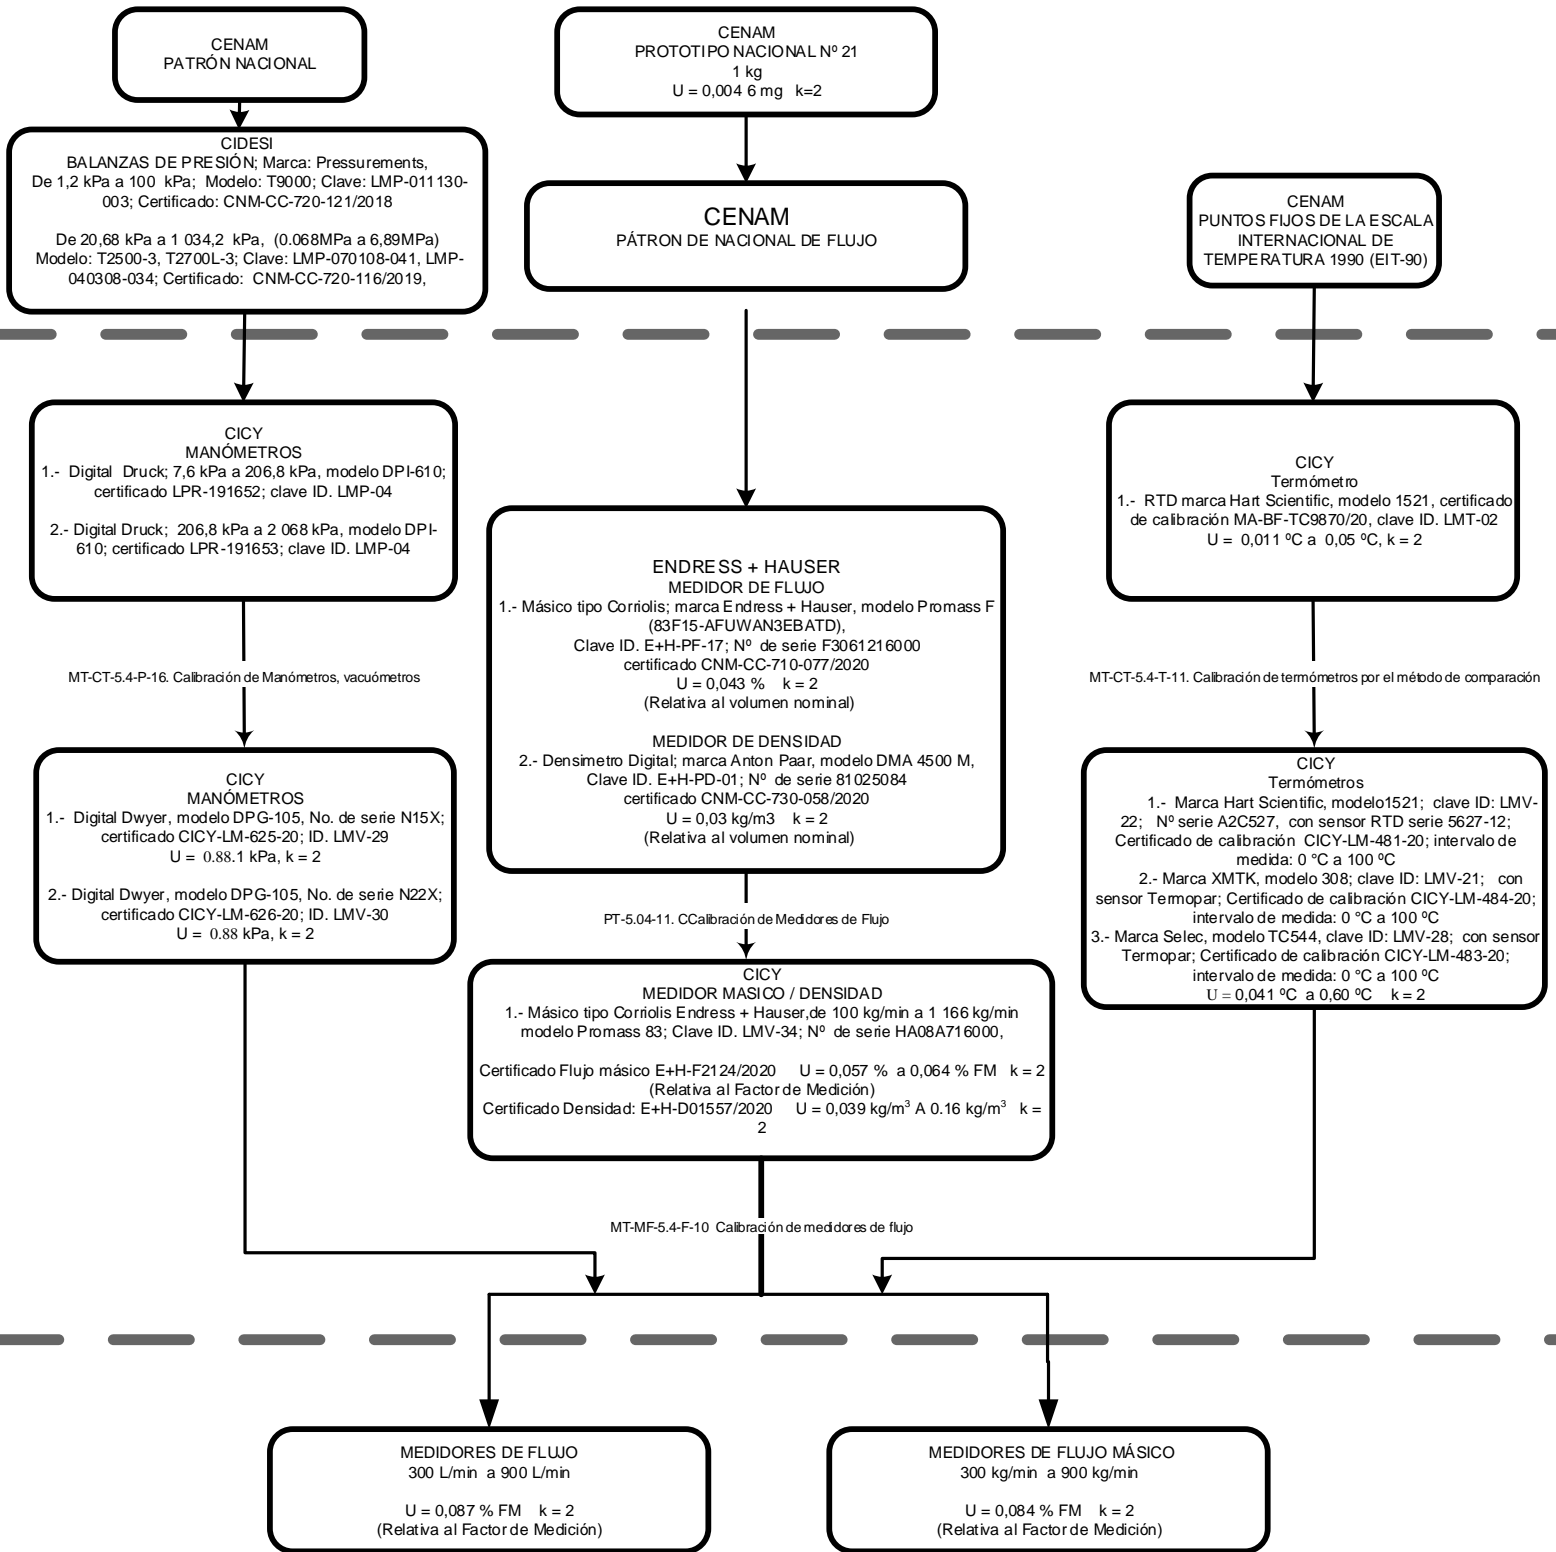 CENAM
PATRÓN NACIONAL
CENAM
PROTOTIPO NACIONAL Nº 21
1 kg
U = 0,004 6 mg k=2
CIDESI
BALANZAS DE PRESIÓN; Marca: Pressurements,
De 1,2 kPa a 100 kPa; Modelo: T9000; Clave: LMP-011130-
003; Certificado: CNM-CC-720-121/2018
De 20,68 kPa a 1 034,2 kPa, (0.068MPa a 6,89MPa)
Modelo: T2500-3, T2700L-3; Clave: LMP-070108-041, LMP-
040308-034; Certificado: CNM-CC-720-116/2019,
CENAM
PÁTRON DE NACIONAL DE FLUJO
CENAM
PUNTOS FIJOS DE LA ESCALA
INTERNACIONAL DE
TEMPERATURA 1990 (EIT-90)
CICY
MANÓMETROS
1.- Digital Druck; 7,6 kPa a 206,8 kPa, modelo DPI-610;
certificado LPR-191652; clave ID. LMP-04
2.- Digital Druck; 206,8 kPa a 2 068 kPa, modelo DPI-
610; certificado LPR-191653; clave ID. LMP-04
ENDRESS + HAUSER
MEDIDOR DE FLUJO
1.- Másico tipo Corriolis; marca Endress + Hauser, modelo Promass F
(83F15-AFUWAN3EBATD),
Clave ID. E+H-PF-17; Nº de serie F3061216000
certificado CNM-CC-710-077/2020
U = 0,043 % k = 2
(Relativa al volumen nominal)
MEDIDOR DE DENSIDAD
2.- Densimetro Digital; marca Anton Paar, modelo DMA 4500 M,
Clave ID. E+H-PD-01; Nº de serie 81025084
certificado CNM-CC-730-058/2020
U = 0,03 kg/m3 k = 2
(Relativa al volumen nominal)
CICY
Termómetro
1.- RTD marca Hart Scientific, modelo 1521, certificado
de calibración MA-BF-TC9870/20, clave ID. LMT-02
U = 0,011 ºC a 0,05 ºC, k = 2
MT-CT-5.4-P-16. Calibración de Manómetros, vacuómetros
MT-CT-5.4-T-11. Calibración de termómetros por el método de comparación
CICY
MANÓMETROS
1.- Digital Dwyer, modelo DPG-105, No. de serie N15X;
certificado CICY-LM-625-20; ID. LMV-29
U = 0.88.1 kPa, k = 2
2.- Digital Dwyer, modelo DPG-105, No. de serie N22X;
certificado CICY-LM-626-20; ID. LMV-30
U = 0.88 kPa, k = 2
CICY
Termómetros
1.- Marca Hart Scientific, modelo1521; clave ID: LMV-
22; Nº serie A2C527, con sensor RTD serie 5627-12;
Certificado de calibración CICY-LM-481-20; intervalo de
medida: 0 °C a 100 ºC
2.- Marca XMTK, modelo 308; clave ID: LMV-21; con
sensor Termopar; Certificado de calibración CICY-LM-484-20;
intervalo de medida: 0 °C a 100 ºC
3.- Marca Selec, modelo TC544, clave ID: LMV-28; con sensor
Termopar; Certificado de calibración CICY-LM-483-20;
intervalo de medida: 0 °C a 100 ºC
U = 0,041 ºC a 0,60 ºC k = 2
PT-5.04-11. CCalibración de Medidores de Flujo
CICY
MEDIDOR MASICO / DENSIDAD
1.- Másico tipo Corriolis Endress + Hauser,de 100 kg/min a 1 166 kg/min
modelo Promass 83; Clave ID. LMV-34; Nº de serie HA08A716000,
Certificado Flujo másico E+H-F2124/2020 U = 0,057 % a 0,064 % FM k = 2
(Relativa al Factor de Medición)
Certificado Densidad: E+H-D01557/2020 U = 0,039 kg/m³ A 0.16 kg/m³ k =
2
MT-MF-5.4-F-10 Calibración de medidores de flujo
MEDIDORES DE FLUJO
300 L/min a 900 L/min
U = 0,087 % FM k = 2
(Relativa al Factor de Medición)
MEDIDORES DE FLUJO MÁSICO
300 kg/min a 900 kg/min
U = 0,084 % FM k = 2
(Relativa al Factor de Medición)